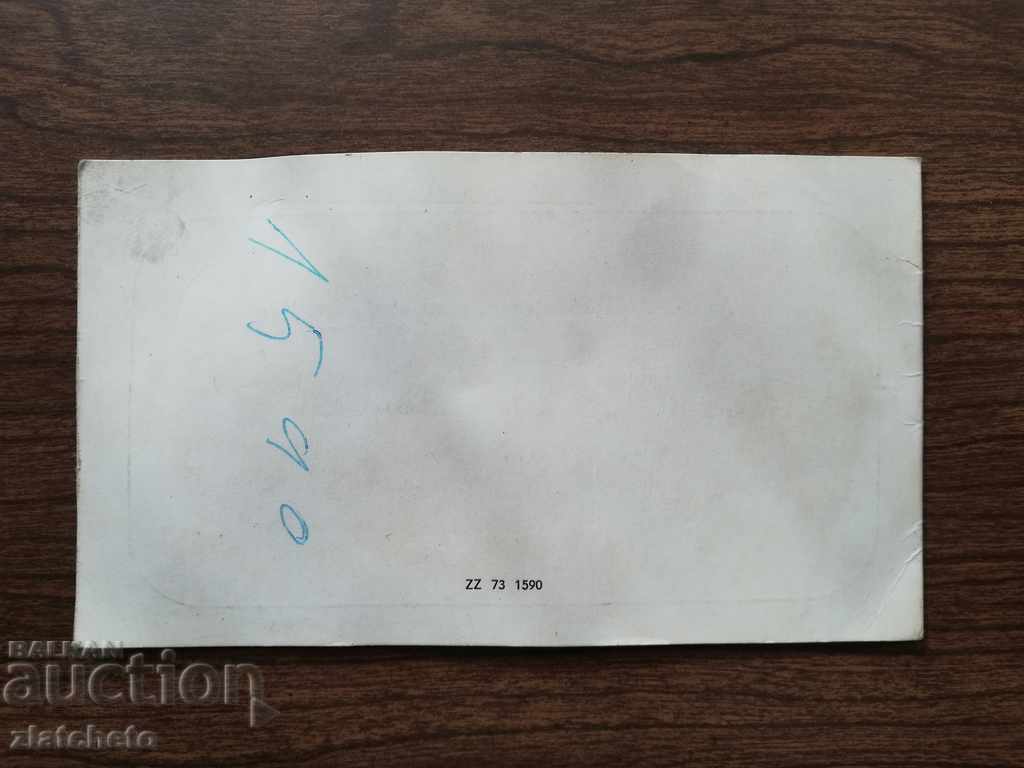 1590
ZZ 73 1590
BALKAN
auction
zlatcheto